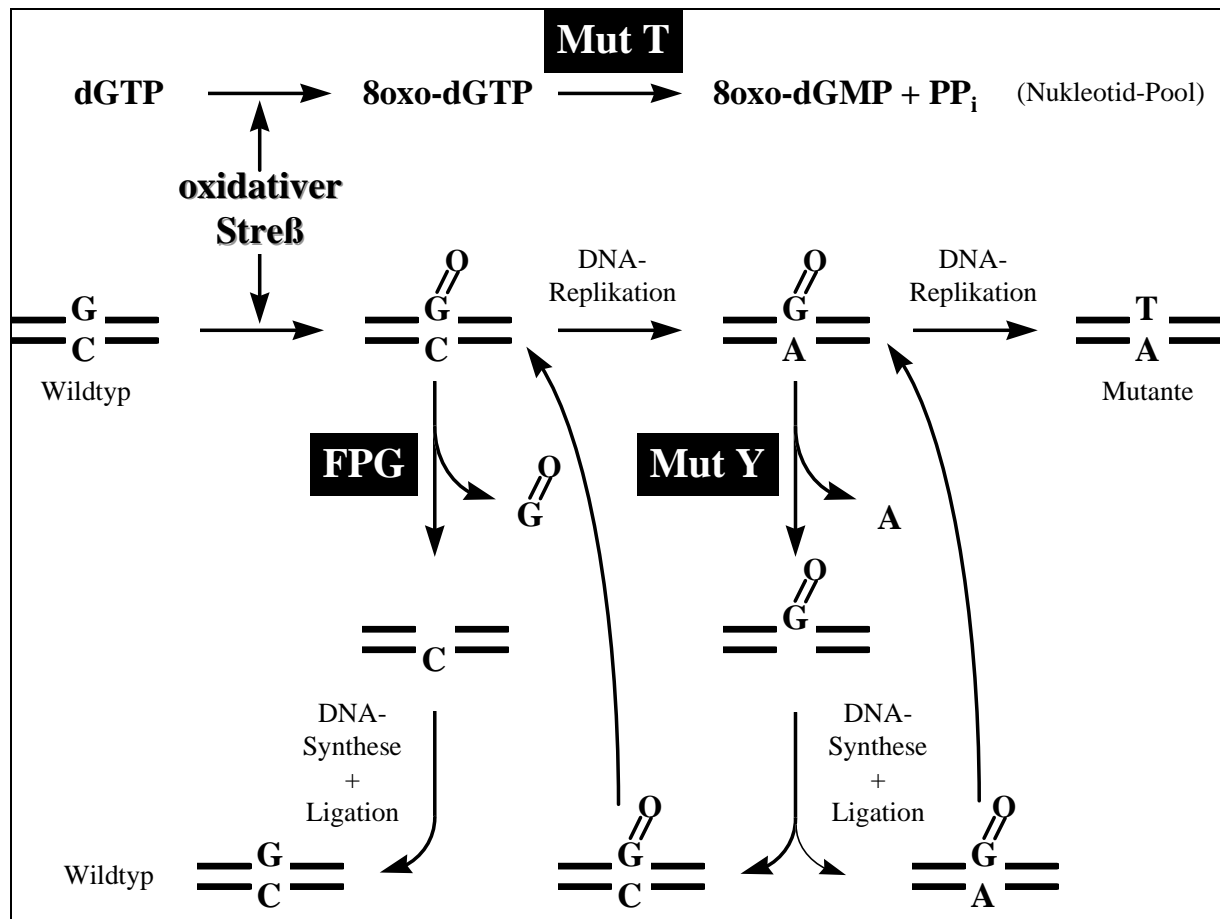 Mut T
dGTP 8oxo-dGTP 8oxo-dGMP + PPi (Nukleotid-Pool)
oxidativer
Streß
O DNA- O DNA-
Replikation Replikation
G G G T
C C A A
Wildtyp Mutante
FPG Mut Y
O
G A
O
G
C
DNA- DNA-
Synthese Synthese
+ +
Ligation Ligation
O O
Wildtyp G G G
C C A